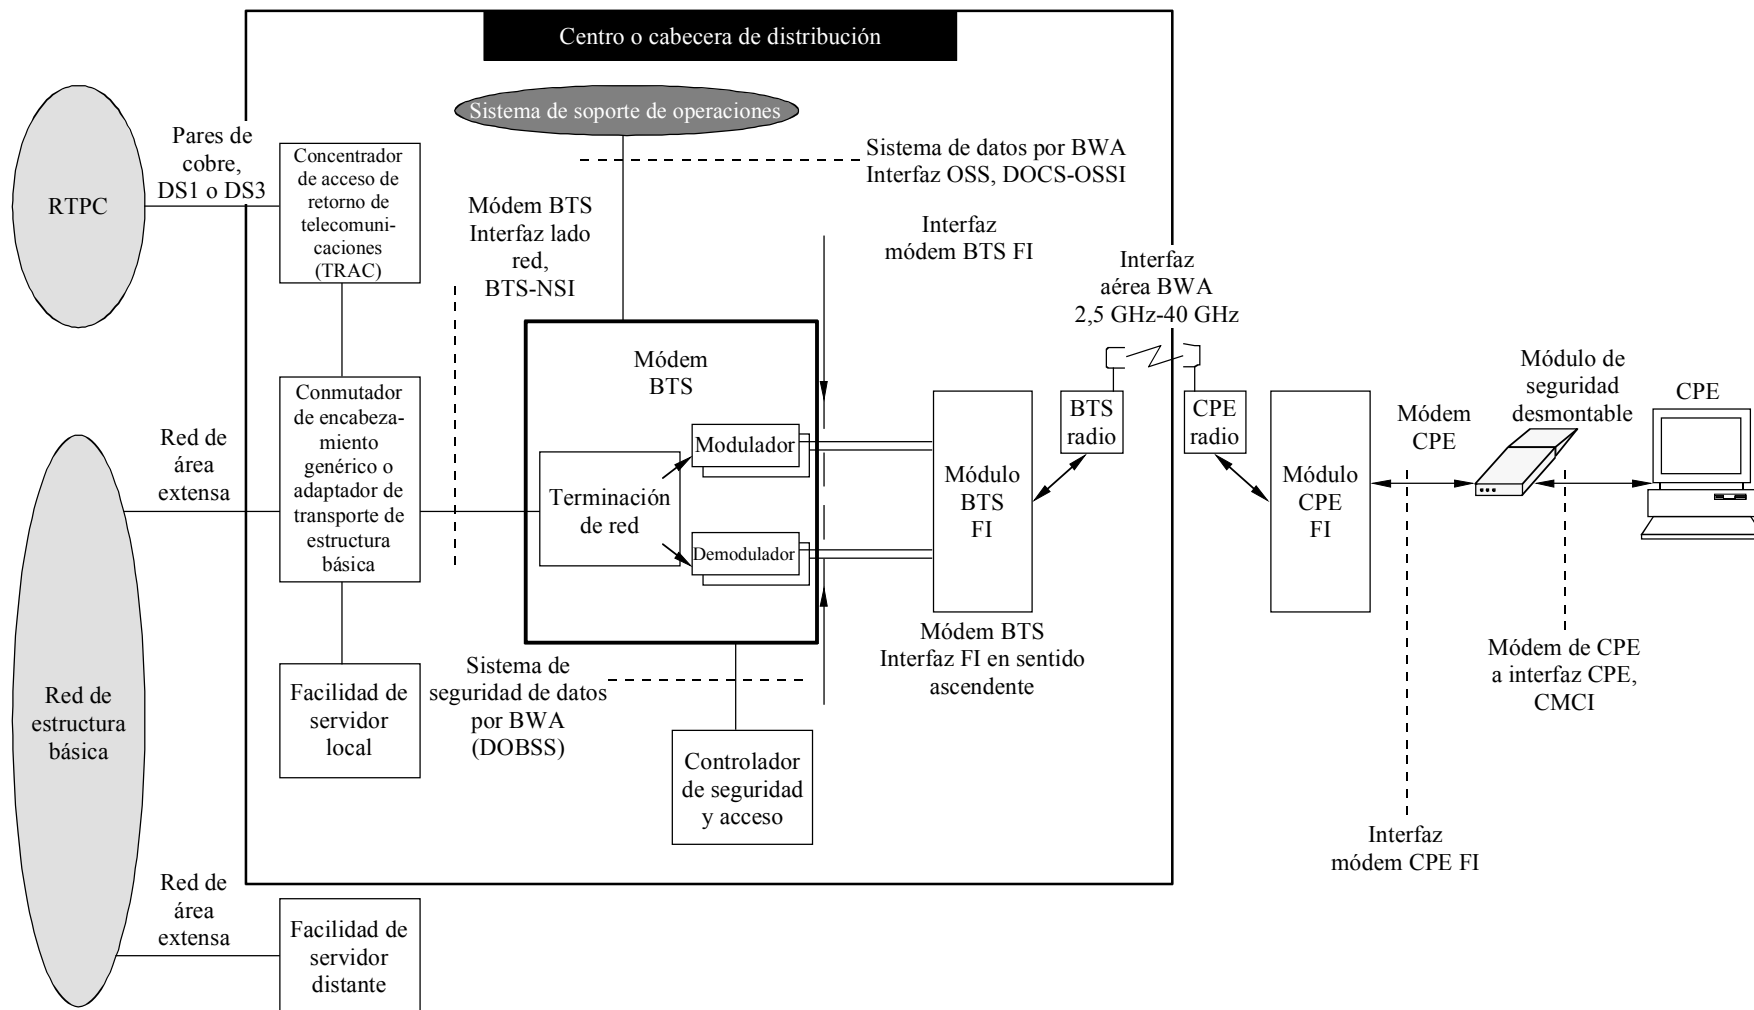 Centro o cabecera de distribución
Sistema de soporte de operaciones
Pares de
cobre,
DS1 o DS3
RTPC
Concentrador
de acceso de
retorno de
telecomuni-
caciones
(TRAC)
Sistema de datos por BWA
Interfaz OSS, DOCS-OSSI
Módem BTS
Interfaz lado
red,
BTS-NSI
Interfaz
módem BTS FI
Interfaz
aérea BWA
2,5 GHz-40 GHz
Módem
BTS
Conmutador
de encabeza-
miento
genérico o
adaptador de
transporte de
estructura
básica
Red de
área
extensa
Modulador
Terminación
de red
Demodulador
Módulo
BTS
FI
BTS
radio
CPE
radio
Módulo
CPE
FI
Módem
CPE
Módulo de
seguridad
desmontable
CPE
Módem BTS
Interfaz FI en sentido
ascendente
Módem de CPE
a interfaz CPE,
CMCI
Red de
estructura
básica
Facilidad de
servidor
local
Sistema de
seguridad de datos
por BWA
(DOBSS)
Controlador
de seguridad
y acceso
Interfaz
módem CPE FI
Red de
área
extensa
Facilidad de
servidor
distante